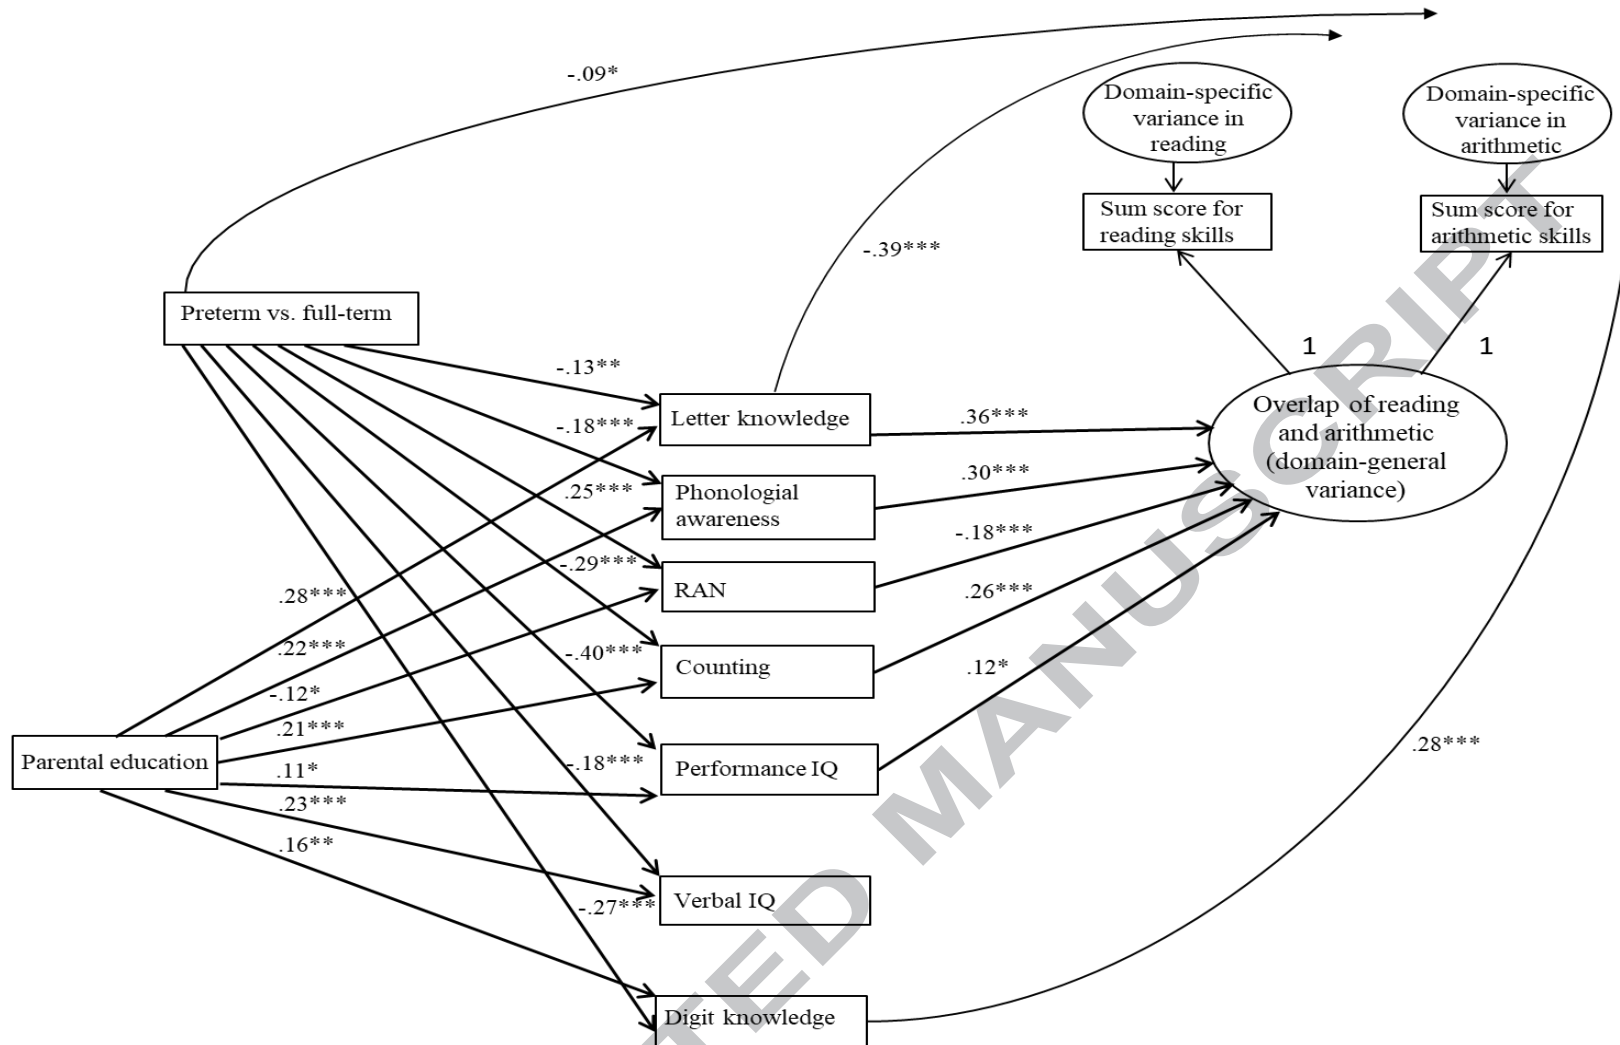 -.09*
Domain-specific
variance in
reading
Domain-specific
variance in
arithmetic
Sum score for
reading skills
Sum score for
arithmetic skills
-.39***
Preterm vs. full-term
1
1
-.13**
Letter knowledge
.36***
Overlap of reading
and arithmetic
(domain-general
variance)
-.18***
.25***
Phonologial
awareness
.30***
-.18***
-.29***
RAN
.26***
.28***
.22***
-.40***
Counting
.12*
-.12*
.21***
Parental education
.11*
-.18***
Performance IQ
.28***
.23***
.16**
Verbal IQ
-.27***
Digit knowledge
TED MANUSCRIPT